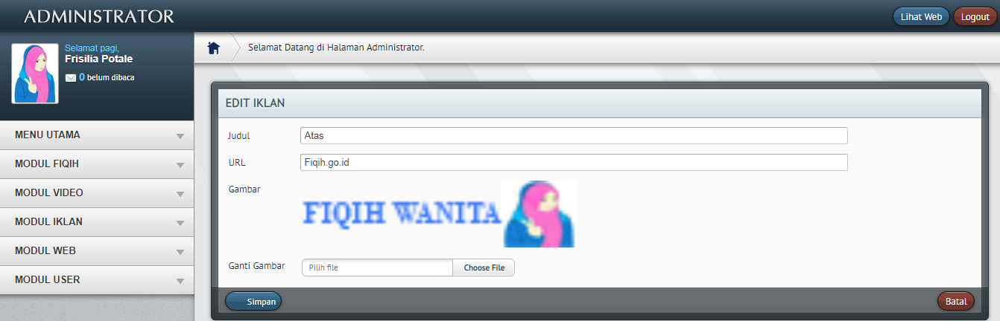 ADMINISTRATOR
Lihat Web
Logout
Selamat pagi,
Frisilia Potale
0 belum dibaca
Selamat Datang di Halaman Administrator.
MENU UTAMA
MODUL FIQIH
MODUL VIDEO
MODUL IKLAN
MODUL WEB
MODUL USER
EDIT IKLAN
Judul
Atas
URL
Fiqih.go.id
Gambar
FIQIH WANITA
Ganti Gambar
Pilih file
Choose File
Simpan
Batal